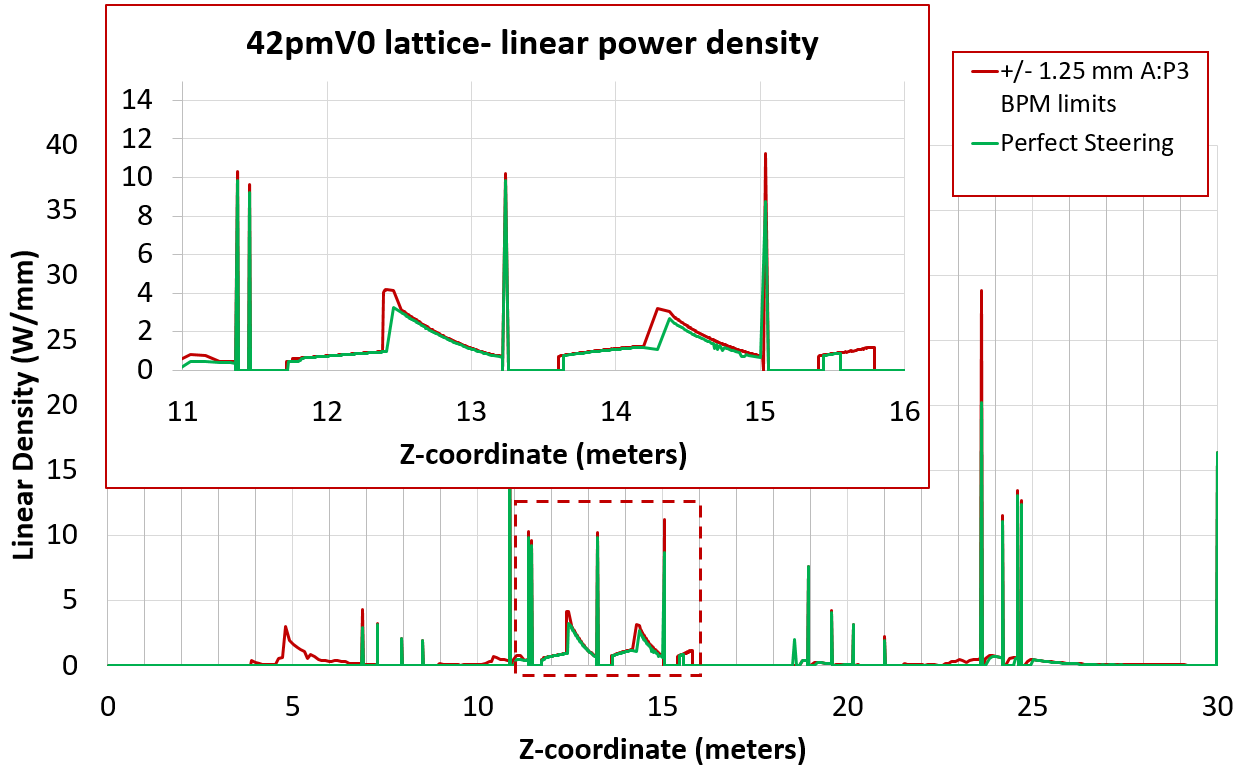 42pmV0 lattice- linear power density
14
12
10
8
6
4
2
0
11 12 13 14 15 16
Z-coordinate (meters)
+/- 1.25 mm A:P3
BPM limits
Perfect Steering
Linear Density (W/mm)
40
35
30
25
20
15
10
5
0
0 5 10 15 20 25 30
Z-coordinate (meters)